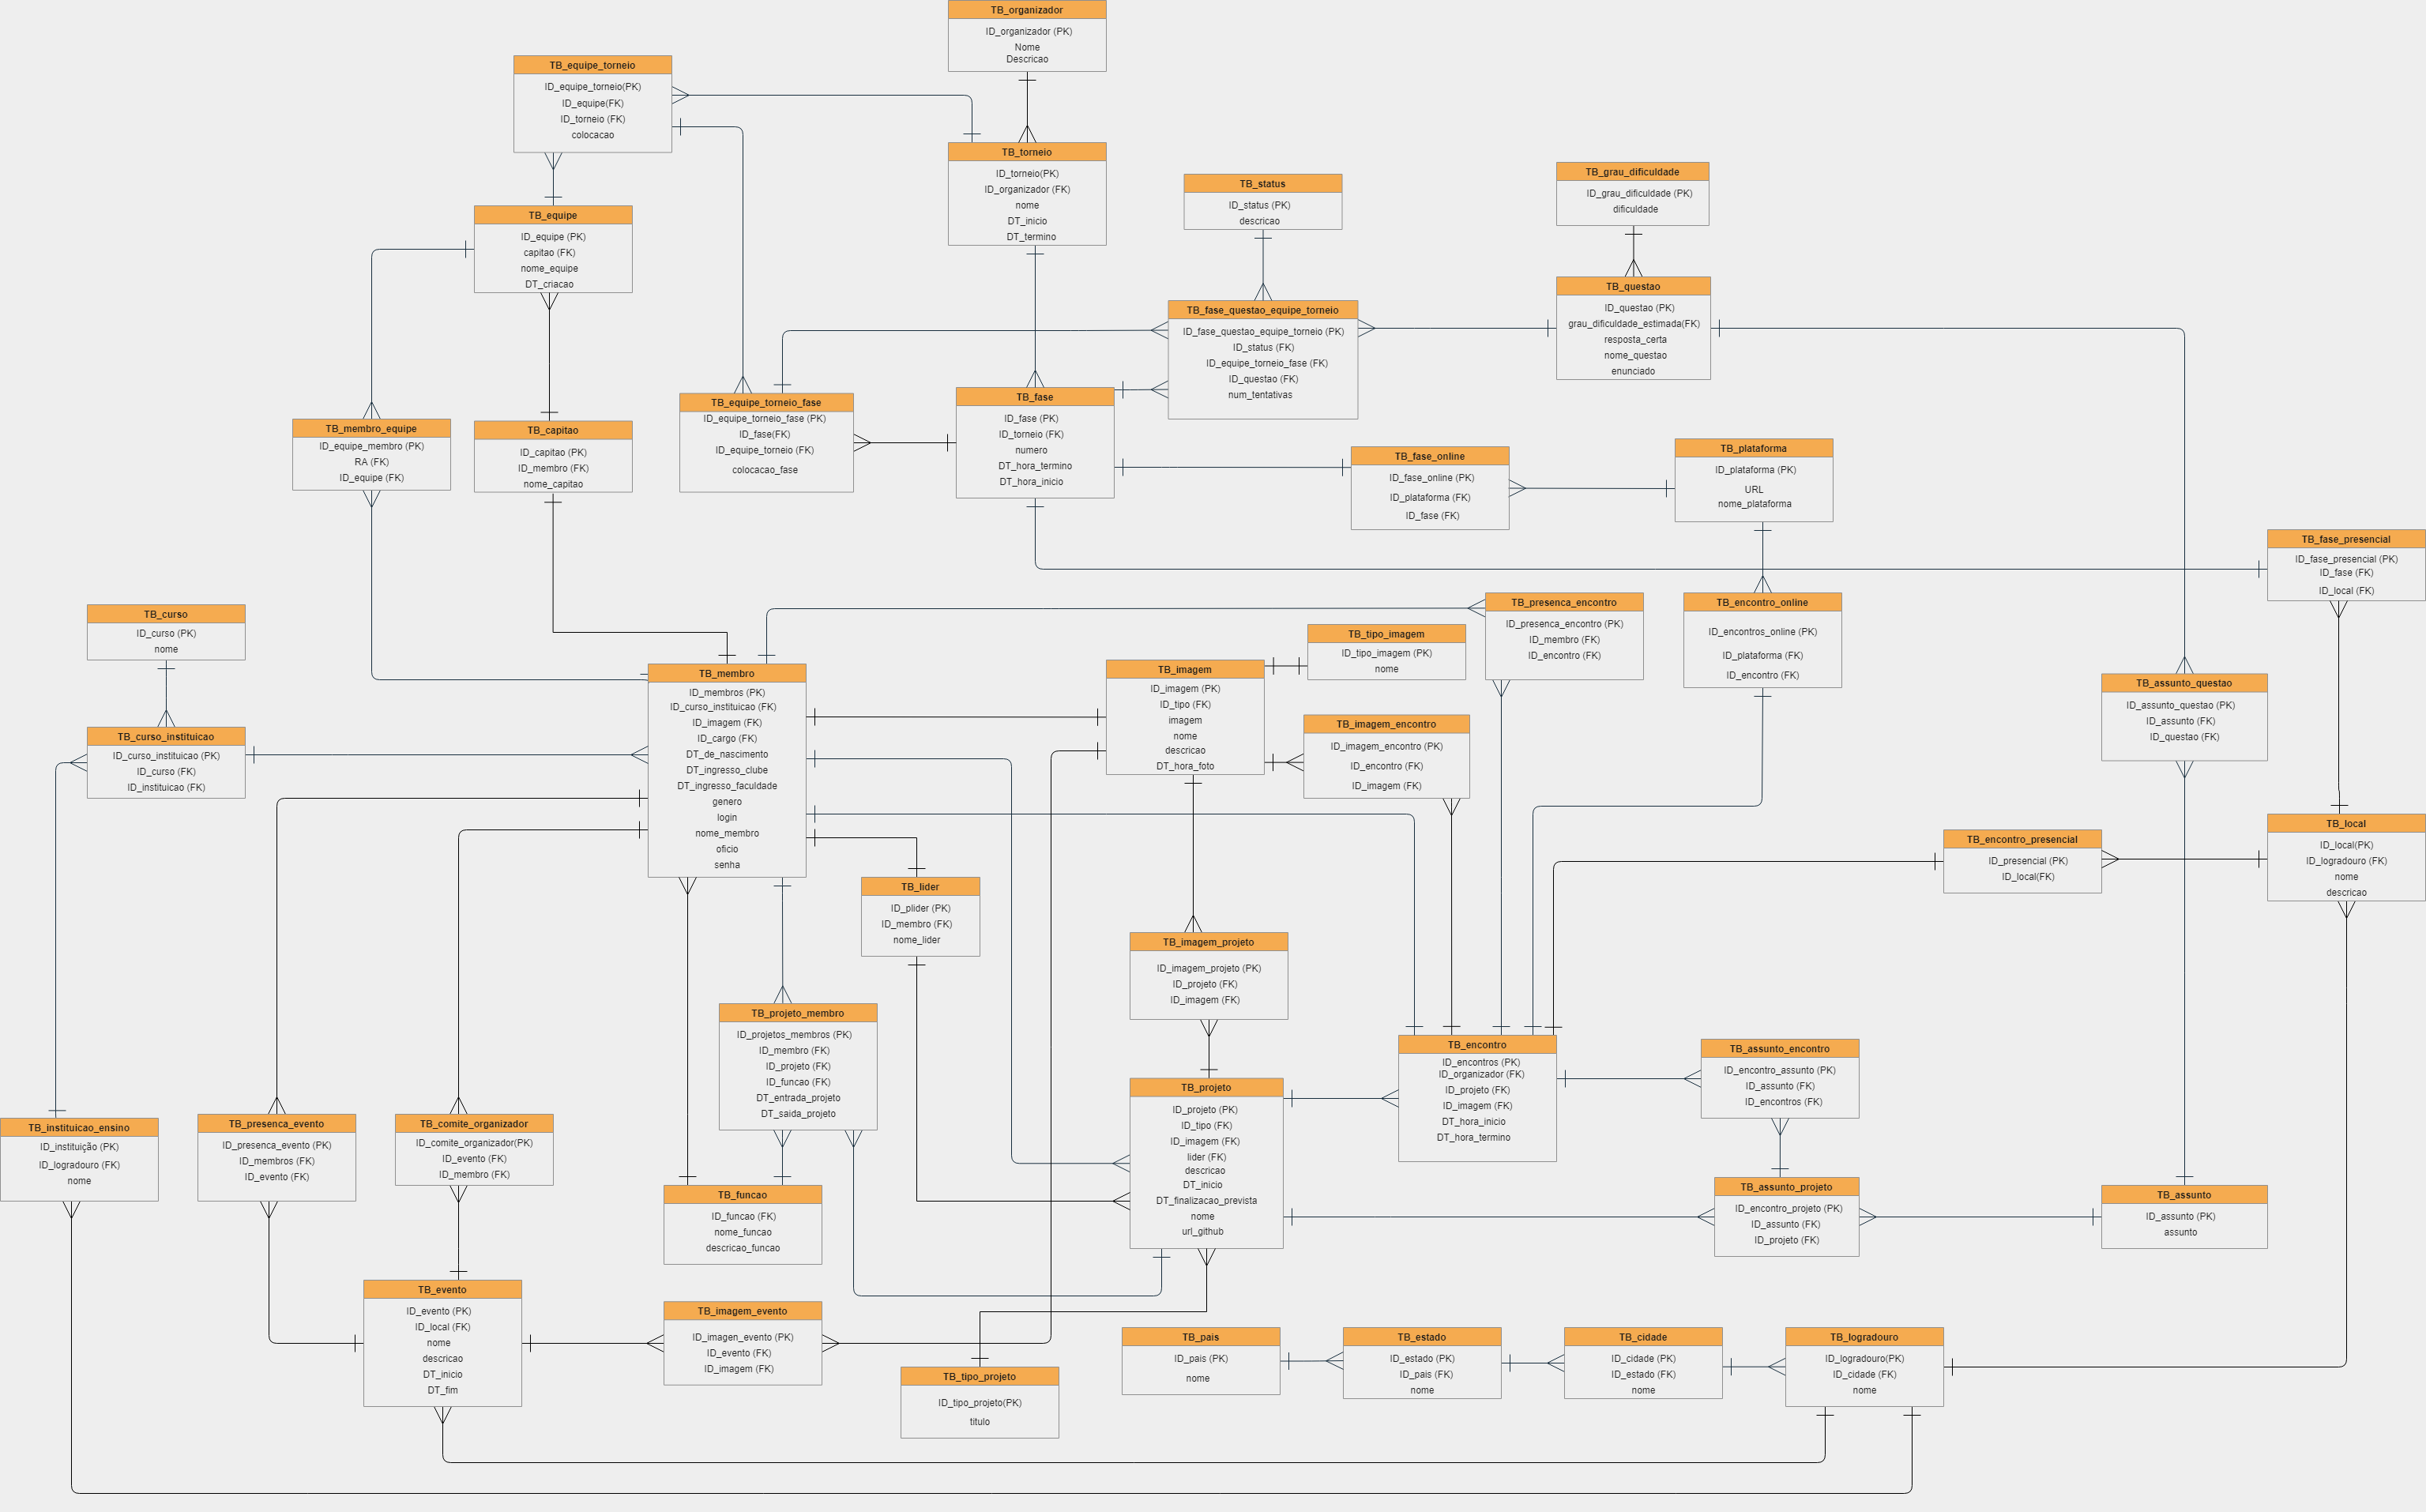 TB_organizador
ID_organizador (PK)
Nome
Descricao
TB_equipe_torneio
ID_equipe_torneio(PK)
ID_equipe(FK)
ID_torneio (FK)
colocacao
TB_torneio
ID_torneio(PK)
ID_organizador (FK)
nome
DT_inicio
DT_termino
TB_status
ID_status (PK)
descricao
TB_grau_dificuldade
ID_grau_dificuldade (PK)
dificuldade
TB_equipe
ID_equipe (PK)
capitao (FK)
nome_equipe
DT_criacao
TB_fase_questao_equipe_torneio
ID_fase_questao_equipe_torneio (PK)
ID_status (FK)
ID_equipe_torneio_fase (FK)
ID_questao (FK)
num_tentativas
TB_questao
ID_questao (PK)
grau_dificuldade_estimada(FK)
resposta_certa
nome_questao
enunciado
TB_membro_equipe
ID_equipe_membro (PK)
RA (FK)
ID_equipe (FK)
TB_capitao
ID_capitao (PK)
ID_membro (FK)
nome_capitao
TB_equipe_torneio_fase
ID_equipe_torneio_fase (PK)
ID_fase(FK)
ID_equipe_torneio (FK)
colocacao_fase
TB_fase
ID_fase (PK)
ID_torneio (FK)
numero
DT_hora_termino
DT_hora_inicio
TB_fase_online
ID_fase_online (PK)
ID_plataforma (FK)
ID_fase (FK)
TB_plataforma
ID_plataforma (PK)
URL
nome_plataforma
TB_fase_presencial
ID_fase_presencial (PK)
ID_fase (FK)
ID_local (FK)
TB_curso
ID_curso (PK)
nome
TB_presenca_encontro
ID_presenca_encontro (PK)
ID_membro (FK)
ID_encontro (FK)
TB_encontro_online
ID_encontros_online (PK)
ID_plataforma (FK)
ID_encontro (FK)
TB_tipo_imagem
ID_tipo_imagem (PK)
nome
TB_membro
ID_membros (PK)
ID_curso_instituicao (FK)
ID_imagem (FK)
ID_cargo (FK)
DT_de_nascimento
DT_ingresso_clube
DT_ingresso_faculdade
genero
login
nome_membro
oficio
senha
TB_imagem
ID_imagem (PK)
ID_tipo (FK)
imagem
nome
descricao
DT_hora_foto
TB_assunto_questao
ID_assunto_questao (PK)
ID_assunto (FK)
ID_questao (FK)
TB_imagem_encontro
ID_imagem_encontro (PK)
ID_encontro (FK)
ID_imagem (FK)
TB_curso_instituicao
ID_curso_instituicao (PK)
ID_curso (FK)
ID_instituicao (FK)
TB_encontro_presencial
ID_presencial (PK)
ID_local(FK)
TB_local
ID_local(PK)
ID_logradouro (FK)
nome
descricao
TB_lider
ID_plider (PK)
ID_membro (FK)
nome_lider
TB_imagem_projeto
ID_imagem_projeto (PK)
ID_projeto (FK)
ID_imagem (FK)
TB_projeto_membro
ID_projetos_membros (PK)
ID_membro (FK)
ID_projeto (FK)
ID_funcao (FK)
DT_entrada_projeto
DT_saida_projeto
TB_encontro
ID_encontros (PK)
ID_organizador (FK)
ID_projeto (FK)
ID_imagem (FK)
DT_hora_inicio
DT_hora_termino
TB_assunto_encontro
ID_encontro_assunto (PK)
ID_assunto (FK)
ID_encontros (FK)
TB_instituicao_ensino
ID_instituição (PK)
ID_logradouro (FK)
nome
TB_presenca_evento
ID_presenca_evento (PK)
ID_membros (FK)
ID_evento (FK)
TB_comite_organizador
ID_comite_organizador(PK)
ID_evento (FK)
ID_membro (FK)
TB_projeto
ID_projeto (PK)
ID_tipo (FK)
ID_imagem (FK)
lider (FK)
descricao
DT_inicio
DT_finalizacao_prevista
nome
url_github
TB_funcao
ID_funcao (FK)
nome_funcao
descricao_funcao
TB_assunto_projeto
ID_encontro_projeto (PK)
ID_assunto (FK)
ID_projeto (FK)
TB_assunto
ID_assunto (PK)
assunto
TB_evento
ID_evento (PK)
ID_local (FK)
nome
descricao
DT_inicio
DT_fim
TB_imagem_evento
ID_imagen_evento (PK)
ID_evento (FK)
ID_imagem (FK)
TB_tipo_projeto
ID_tipo_projeto(PK)
titulo
TB_pais
ID_pais (PK)
nome
TB_estado
ID_estado (PK)
ID_pais (FK)
nome
TB_cidade
ID_cidade (PK)
ID_estado (FK)
nome
TB_logradouro
ID_logradouro(PK)
ID_cidade (FK)
nome